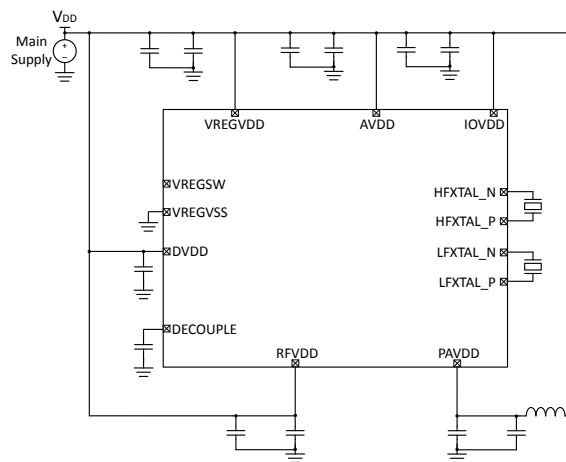 VDD
Main
Supply
+
–
VREGVDD
AVDD
IOVDD
VREGSW
HFXTAL_N
VREGVSS
HFXTAL_P
DVDD
LFXTAL_N
LFXTAL_P
DECOUPLE
RFVDD
PAVDD